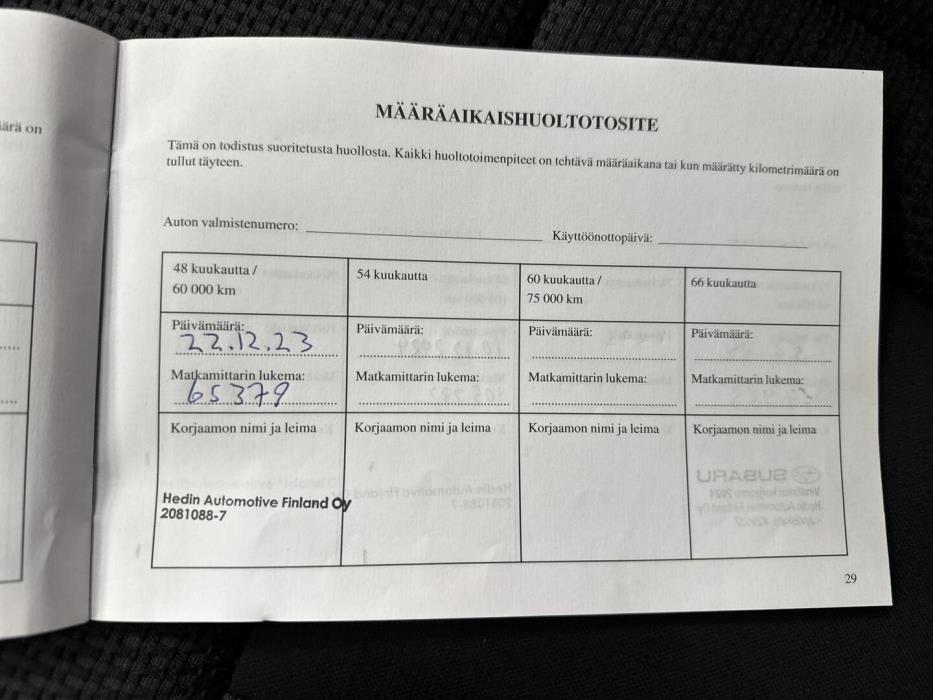 ärä on
MÄÄRÄAIKAISHUOLTOTOSITE
Tämä on todistus suoritetusta huollosta. Kaikki huoltotoimenpiteet on tehtävä määräaikana tai kun määrätty kilometrimäärä on
tullut täyteen.
Auton valmistenumero:
Käyttöönottopäivä:
48 kuukautta /
60 000 km
54 kuukautta
60 kuukautta /
75 000 km
66 kuukautta
Päivämäärä:
22.12.23
Päivämäärä:
Päivämäärä:
Päivämäärä:
Matkamittarin lukema:
65379
Matkamittarin lukema:
Matkamittarin lukema:
Matkamittarin lukema:
Korjaamon nimi ja leima
Korjaamon nimi ja leima
Korjaamon nimi ja leima
Korjaamon nimi ja leima
Hedin Automotive Finland Oy
2081088-7
SUBARU
29